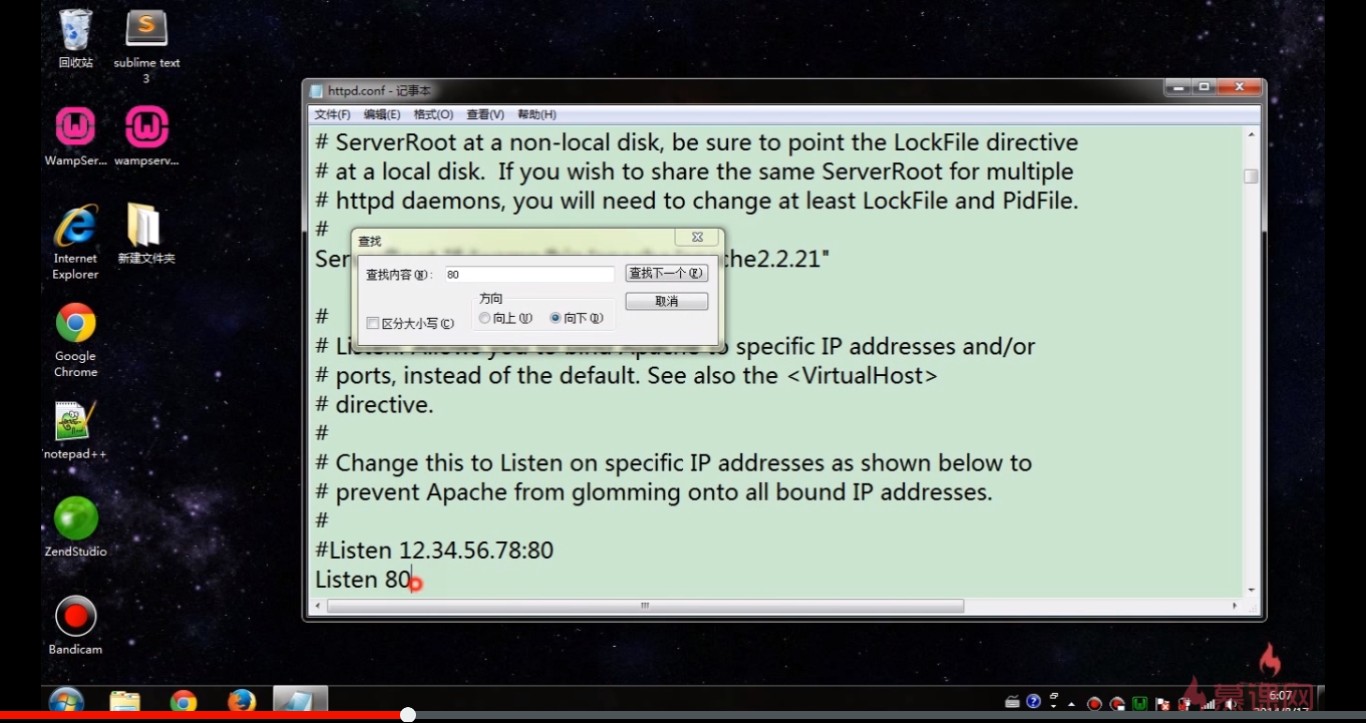 回收站
sublime text
3
WampSer...
wampserv...
Internet
Explorer
新建文件夹
Google
Chrome
notepad++
ZendStudio
Bandicam
httpd.conf - 记事本
文件(F) 编辑(E) 格式(O) 查看(V) 帮助(H)
# ServerRoot at a non-local disk, be sure to point the LockFile directive
# at a local disk.  If you wish to share the same ServerRoot for multiple
# httpd daemons, you will need to change at least LockFile and PidFile.
#
Ser che2.2.21"
查找
查找内容(N): 80
查找下一个(F)
取消
方向
区分大小写(C)
向上(U) 向下(D)
#
# Listen: Allows you to bind Apache to specific IP addresses and/or
# ports, instead of the default. See also the <VirtualHost>
# directive.
#
# Change this to Listen on specific IP addresses as shown below to
# prevent Apache from glomming onto all bound IP addresses.
#
#Listen 12.34.56.78:80
Listen 80
慕课网
6:07